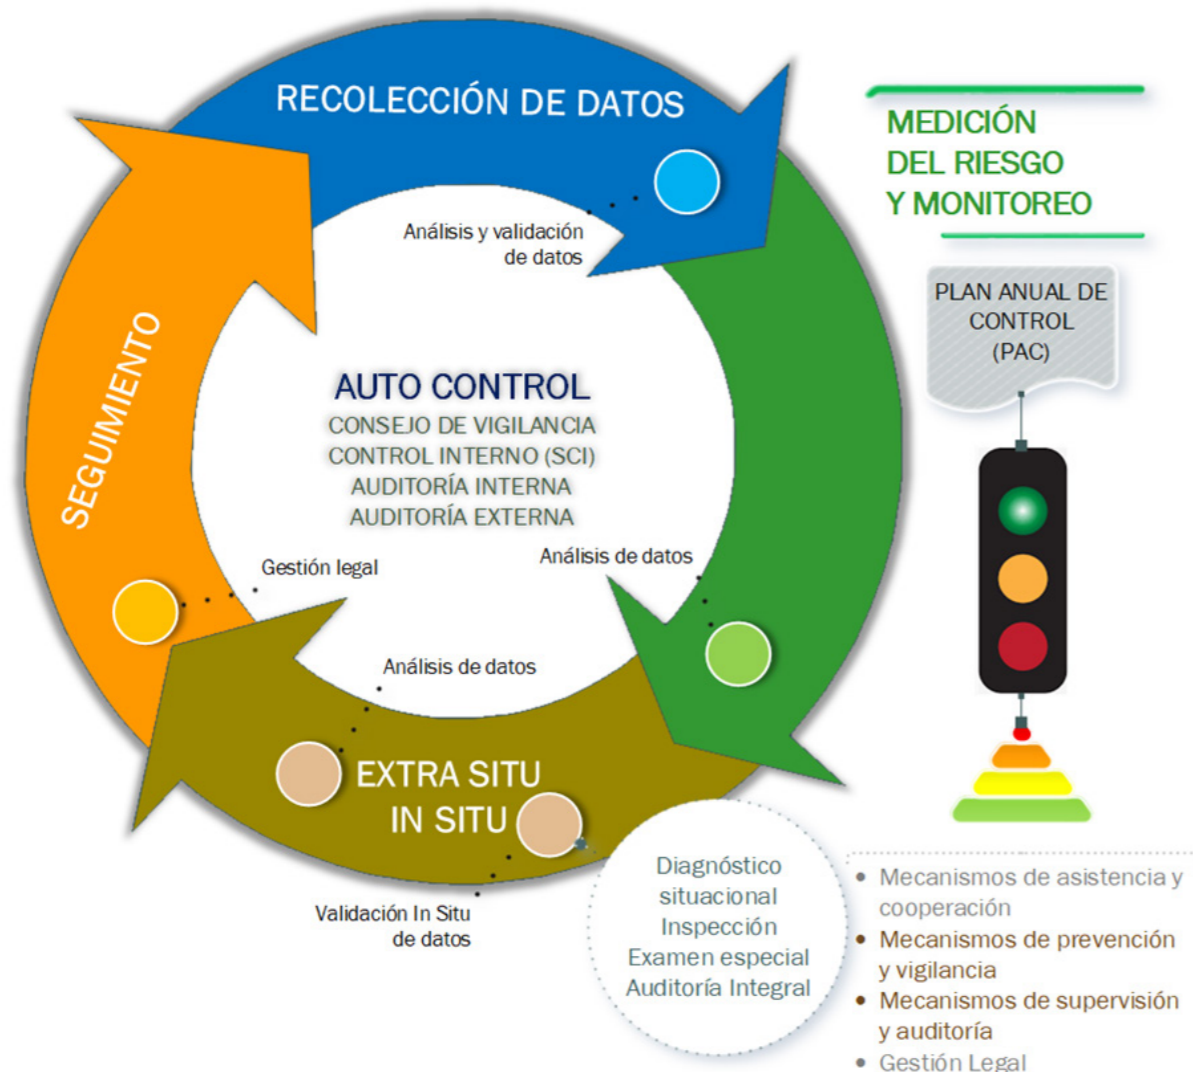 RECOLECCIÓN DE DATOS
Análisis y validación
de datos
MEDICIÓN
DEL RIESGO
Y MONITOREO
PLAN ANUAL DE
CONTROL
(PAC)
SEGUIMIENTO
AUTO CONTROL
CONSEJO DE VIGILANCIA
CONTROL INTERNO (SCI)
AUDITORÍA INTERNA
AUDITORÍA EXTERNA
Gestión legal
Análisis de datos
Análisis de datos
EXTRA SITU
IN SITU
Validación In Situ
de datos
Diagnóstico
situacional
Inspección
Examen especial
Auditoría Integral
• Mecanismos de asistencia y
cooperación
• Mecanismos de prevención
y vigilancia
• Mecanismos de supervisión
y auditoría
• Gestión Legal